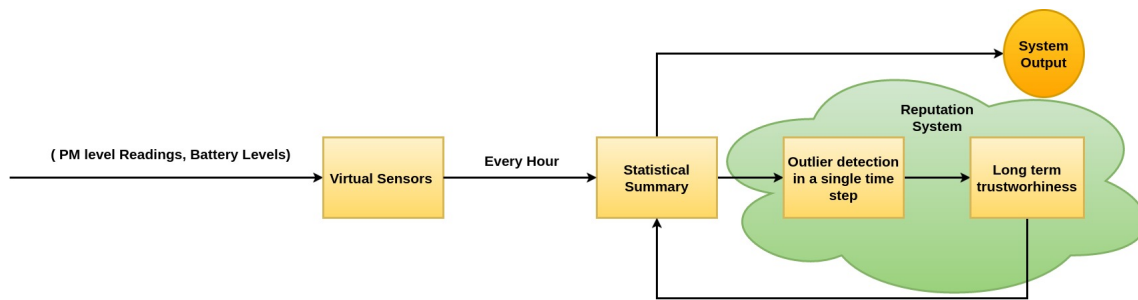 System
Output
Reputation
System
( PM level Readings, Battery Levels)
Virtual Sensors
Every Hour
Statistical
Summary
Outlier detection
in a single time
step
Long term
trustworhiness